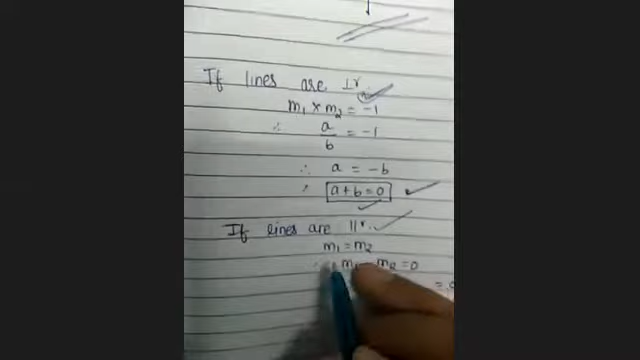 If lines are ⊥r.
m₁ × m₂ = -1
∴ a/b = -1
∴ a = -b
∴ a+b=0
If lines are ||r.
m₁ = m₂
m₁ - m₂ = 0